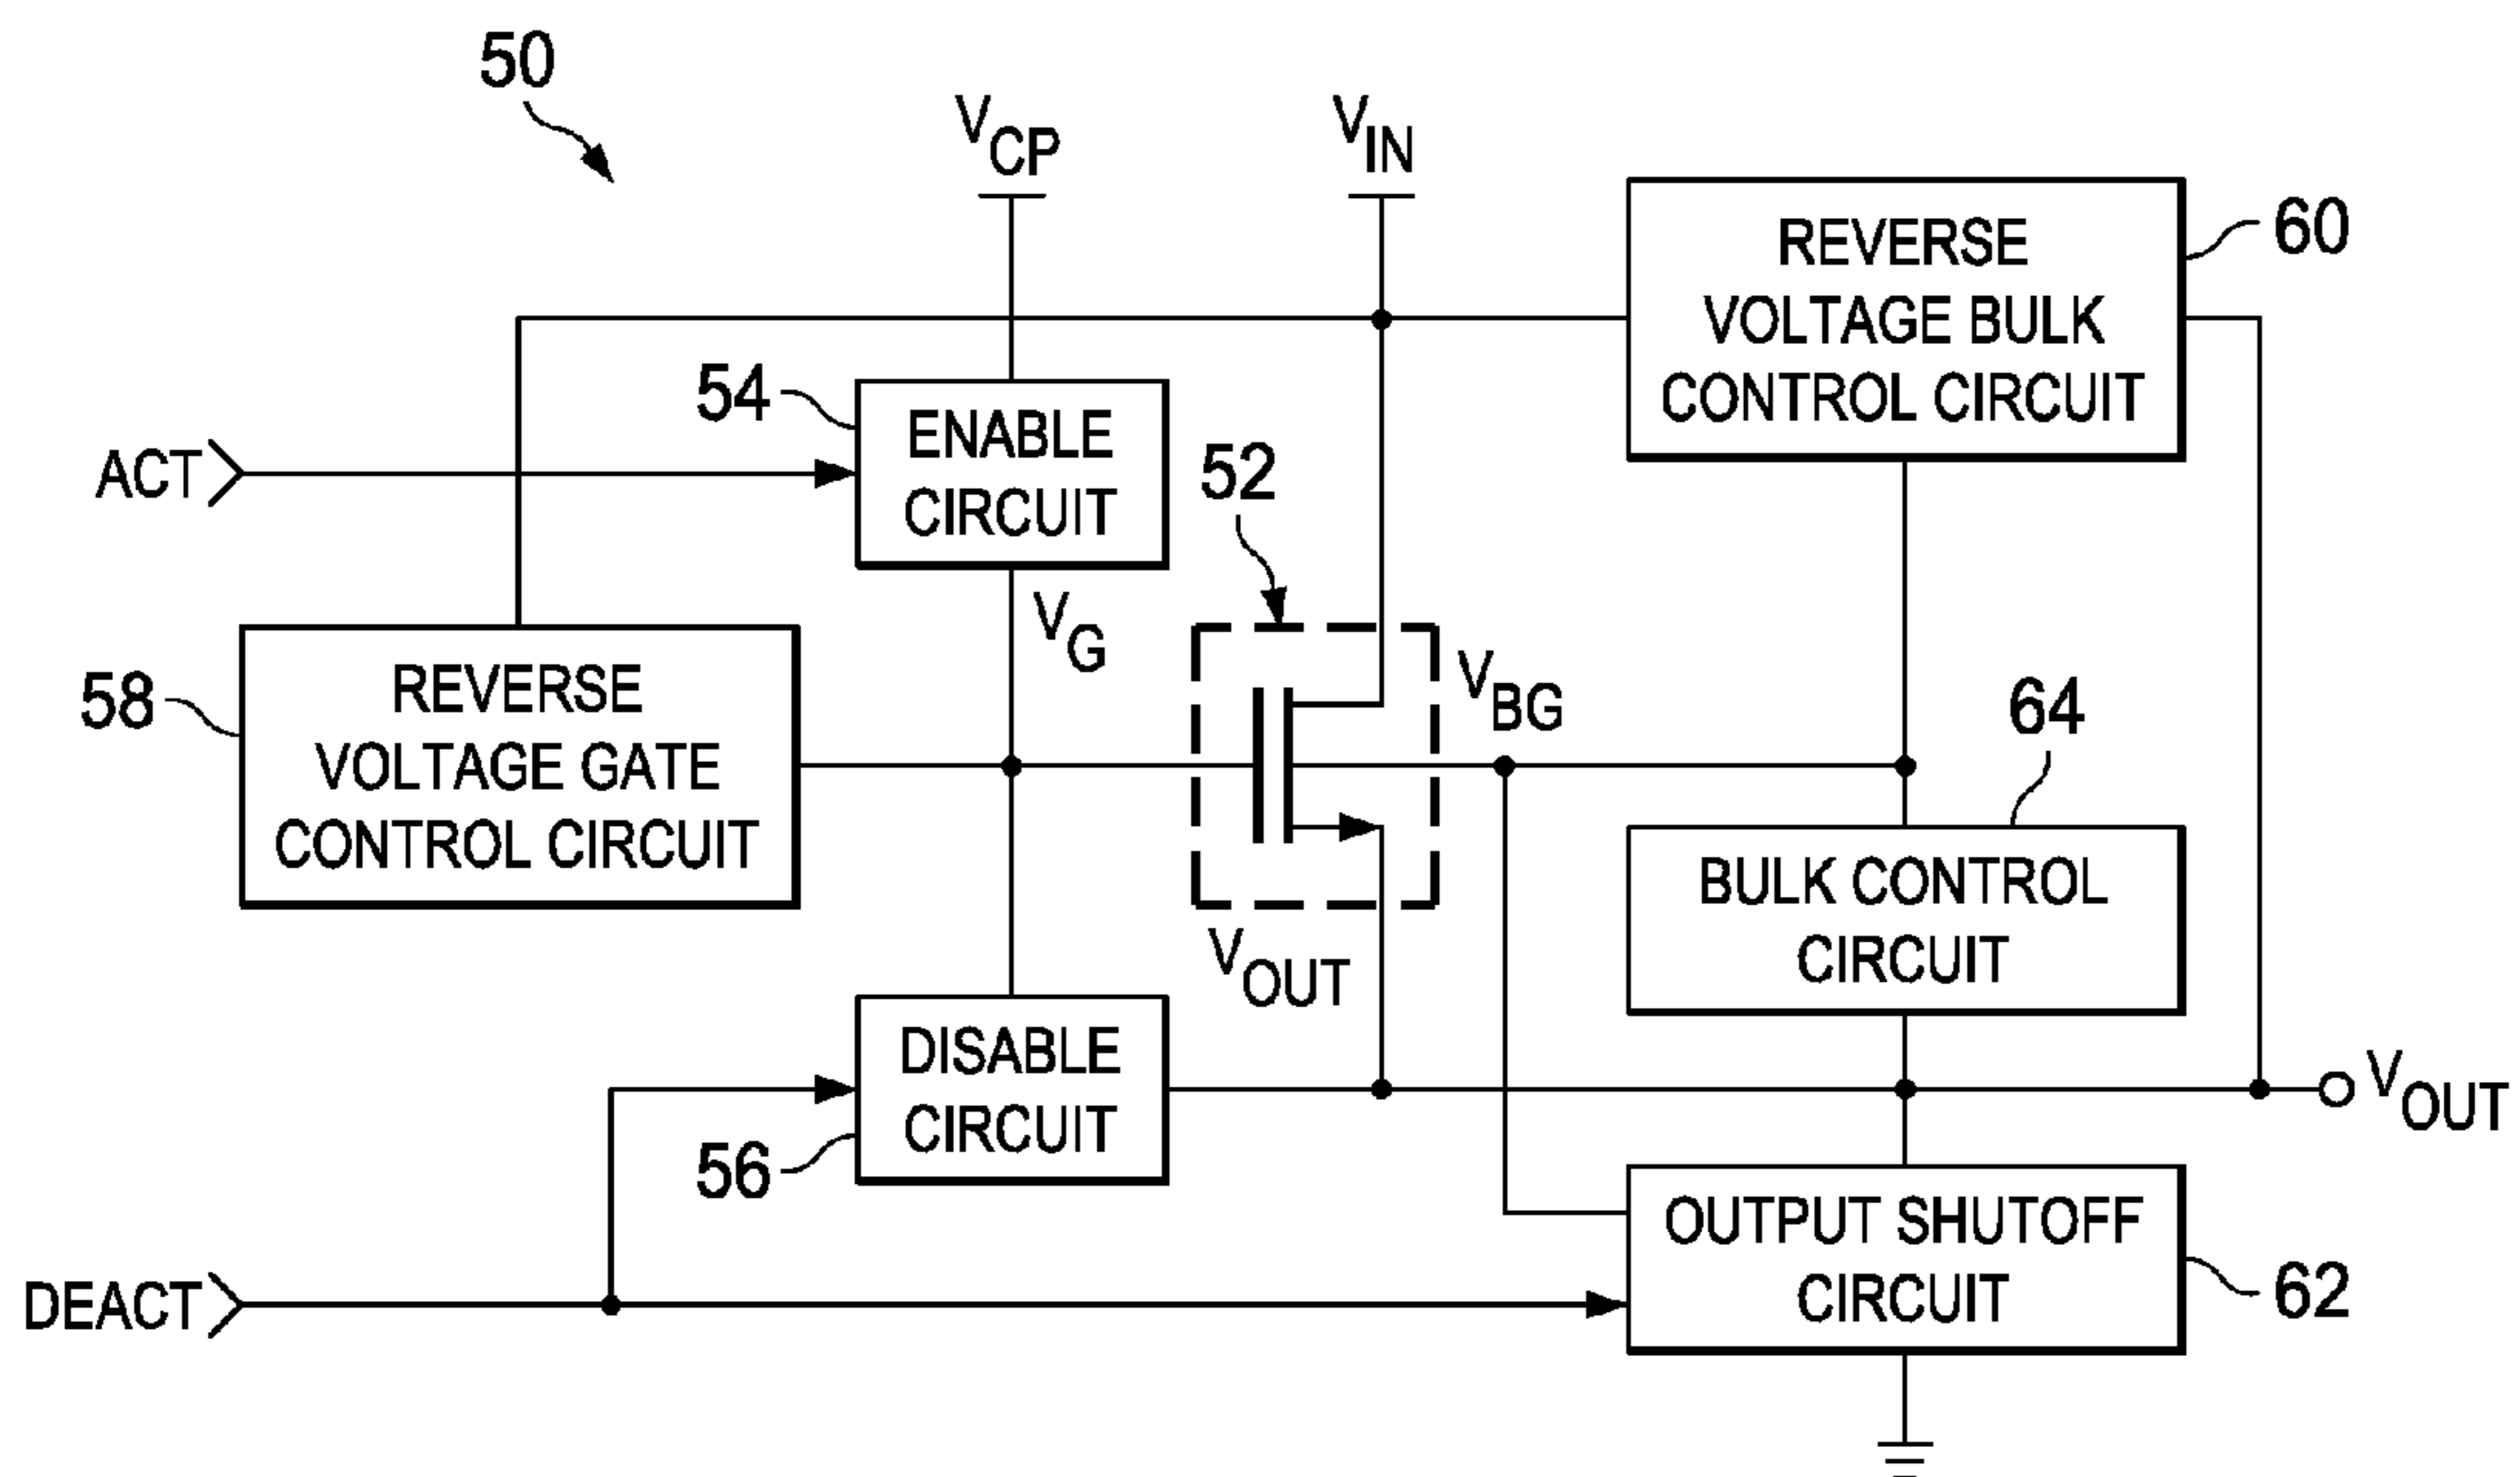 50
VCP
VIN
REVERSE
VOLTAGE BULK
CONTROL CIRCUIT
60
54
ENABLE
CIRCUIT
ACT
52
VG
58
REVERSE
VOLTAGE GATE
CONTROL CIRCUIT
VBG
64
BULK CONTROL
CIRCUIT
VOUT
DISABLE
CIRCUIT
56
VOUT
OUTPUT SHUTOFF
CIRCUIT
62
DEACT